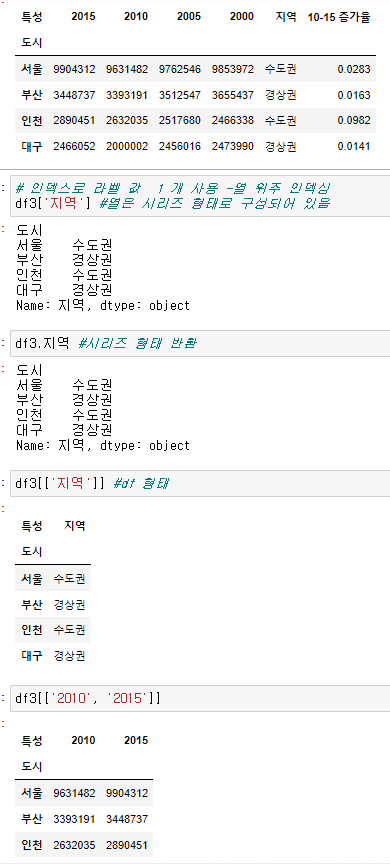 특성 2015 2010 2005 2000 지역 10-15 증가율
도시
서울 9904312 9631482 9762546 9853972 수도권 0.0283
부산 3448737 3393191 3512547 3655437 경상권 0.0163
인천 2890451 2632035 2517680 2466338 수도권 0.0982
대구 2466052 2000002 2456016 2473990 경상권 0.0141
# 인덱스로 라벨 값 1 개 사용 -열 위주 인덱싱
df3['지역'] #열은 시리즈 형태로 구성되어 있음
도시
서울 수도권
부산 경상권
인천 수도권
대구 경상권
Name: 지역, dtype: object
df3.지역 #시리즈 형태 반환
도시
서울 수도권
부산 경상권
인천 수도권
대구 경상권
Name: 지역, dtype: object
df3[['지역']] #df 형태
특성 지역
도시
서울 수도권
부산 경상권
인천 수도권
대구 경상권
df3[['2010', '2015']]
특성 2010 2015
도시
서울 9631482 9904312
부산 3393191 3448737
인천 2632035 2890451